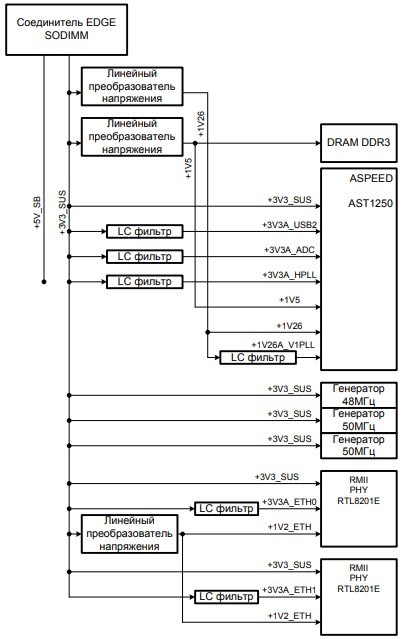 Соединитель EDGE
SODIMM
Линейный
преобразователь
напряжения
+1V26
Линейный
преобразователь
напряжения
+1V5
DRAM DDR3
+5V_SB
+3V3_SUS
ASPEED
AST1250
+3V3_SUS
LC фильтр
+3V3A_USB2
LC фильтр
+3V3A_ADC
LC фильтр
+3V3A_HPLL
+1V5
+1V26
+1V26A_V1PLL
LC фильтр
+3V3_SUS
Генератор
48МГц
+3V3_SUS
Генератор
50МГц
+3V3_SUS
Генератор
50МГц
+3V3_SUS
RMII
PHY
RTL8201E
LC фильтр
+3V3A_ETH0
Линейный
преобразователь
напряжения
+1V2_ETH
+3V3_SUS
RMII
PHY
RTL8201E
LC фильтр
+3V3A_ETH1
+1V2_ETH